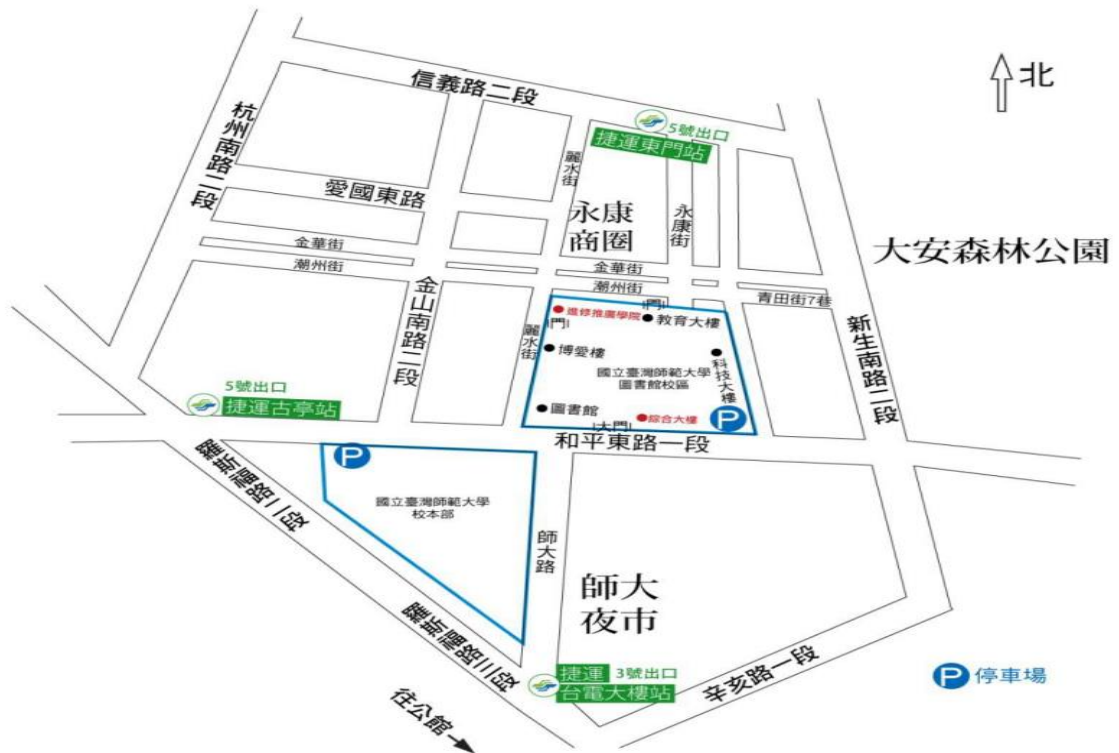 北
信義路二段
5號出口
捷運東門站
杭州南路二段
麗水街
愛國東路
永康
商圈
永康街
大安森林公園
金華街
金華街
潮州街
潮州街
青田街7巷
金山南路二段
門
進修推廣學院
教育大樓
門
麗水街
博愛樓
科技大樓
國立臺灣師範大學
圖書館校區
新生南路二段
5號出口
捷運古亭站
圖書館
綜合大樓
P
大門
和平東路一段
P
羅斯福路二段
國立臺灣師範大學
校本部
師大路
師大
夜市
羅斯福路三段
捷運 3號出口
台電大樓站
辛亥路一段
P 停車場
往公館